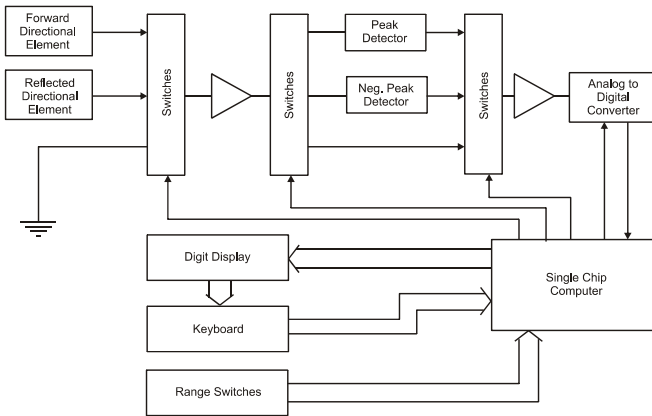 Forward
Directional
Element
Reflected
Directional
Element
Switches
Switches
Peak
Detector
Neg. Peak
Detector
Switches
Analog to
Digital
Converter
Digit Display
Keyboard
Range Switches
Single Chip
Computer